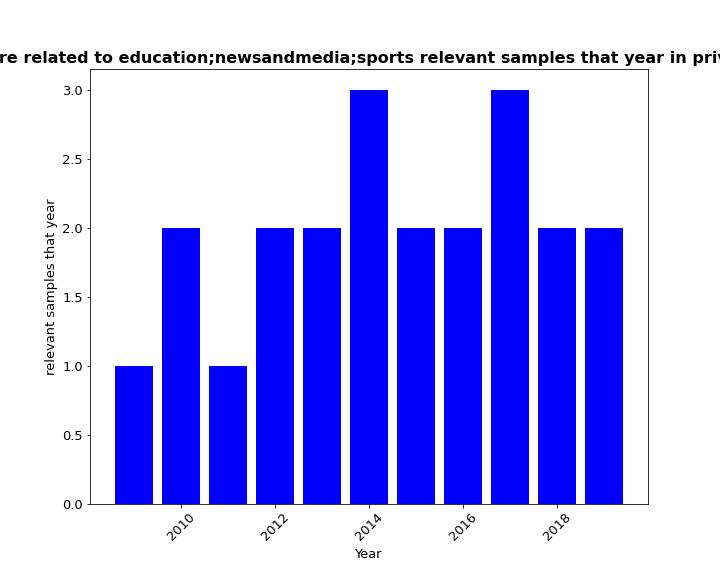 re related to education;newsandmedia;sports relevant samples that year in priv
3.0
2.5
2.0
1.5
1.0
0.5
0.0
relevant samples that year
2010 2012 2014 2016 2018
Year